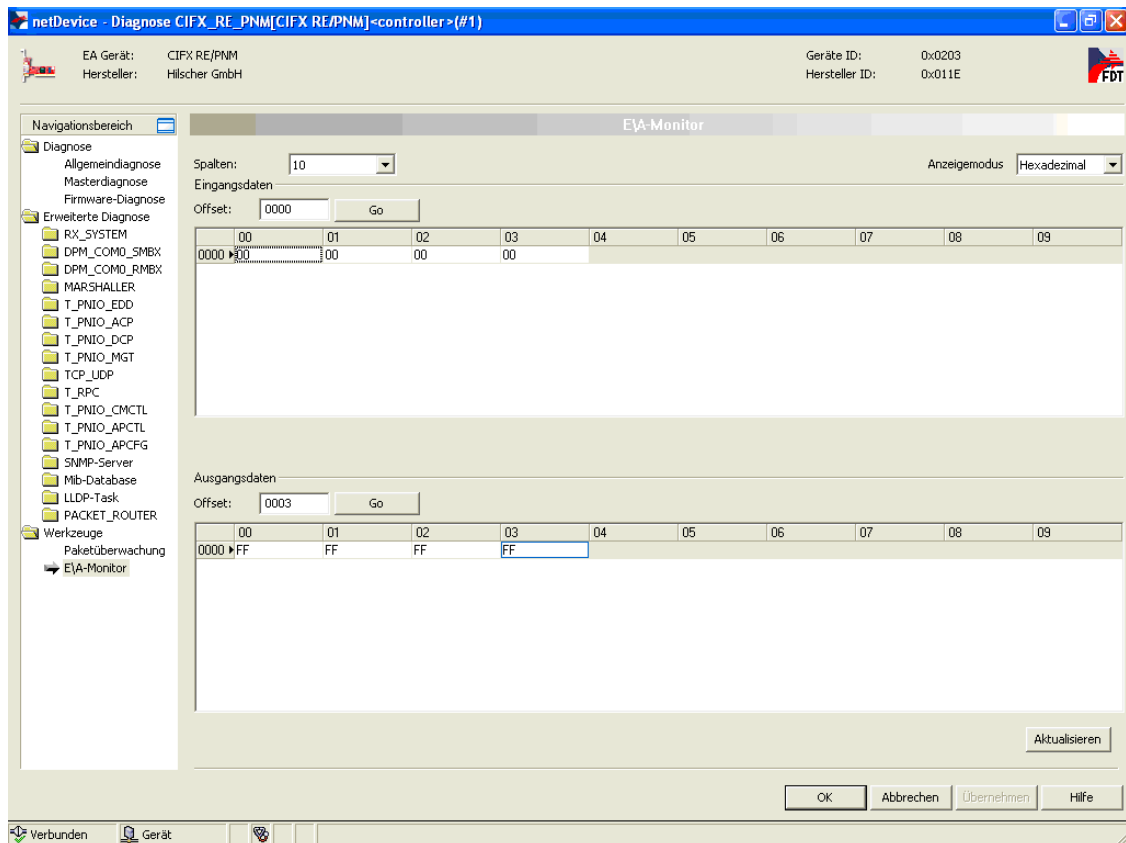 netDevice - Diagnose CIFX_RE_PNM[CIFX RE/PNM]<controller>(#1)
EA Gerät: CIFX RE/PNM Geräte ID: 0x0203
Hersteller: Hilscher GmbH Hersteller ID: 0x011E
FDT
Navigationsbereich
Diagnose
Allgemeindiagnose
Masterdiagnose
Firmware-Diagnose
Erweiterte Diagnose
RX_SYSTEM
DPM_COM0_SMBX
DPM_COM0_RMBX
MARSHALLER
T_PNIO_EDD
T_PNIO_ACP
T_PNIO_DCP
T_PNIO_MGT
TCP_UDP
T_RPC
T_PNIO_CMCTL
T_PNIO_APCTL
T_PNIO_APCFG
SNMP-Server
Mib-Database
LLDP-Task
PACKET_ROUTER
Werkzeuge
Paketüberwachung
E\A-Monitor
E\A-Monitor
Spalten: 10 Anzeigemodus Hexadezimal
Eingangsdaten
Offset: 0000 Go
00 01 02 03 04 05 06 07 08 09
0000 00 00 00 00
Ausgangsdaten
Offset: 0003 Go
00 01 02 03 04 05 06 07 08 09
0000 FF FF FF FF
Aktualisieren
OK Abbrechen Übernehmen Hilfe
Verbunden Gerät